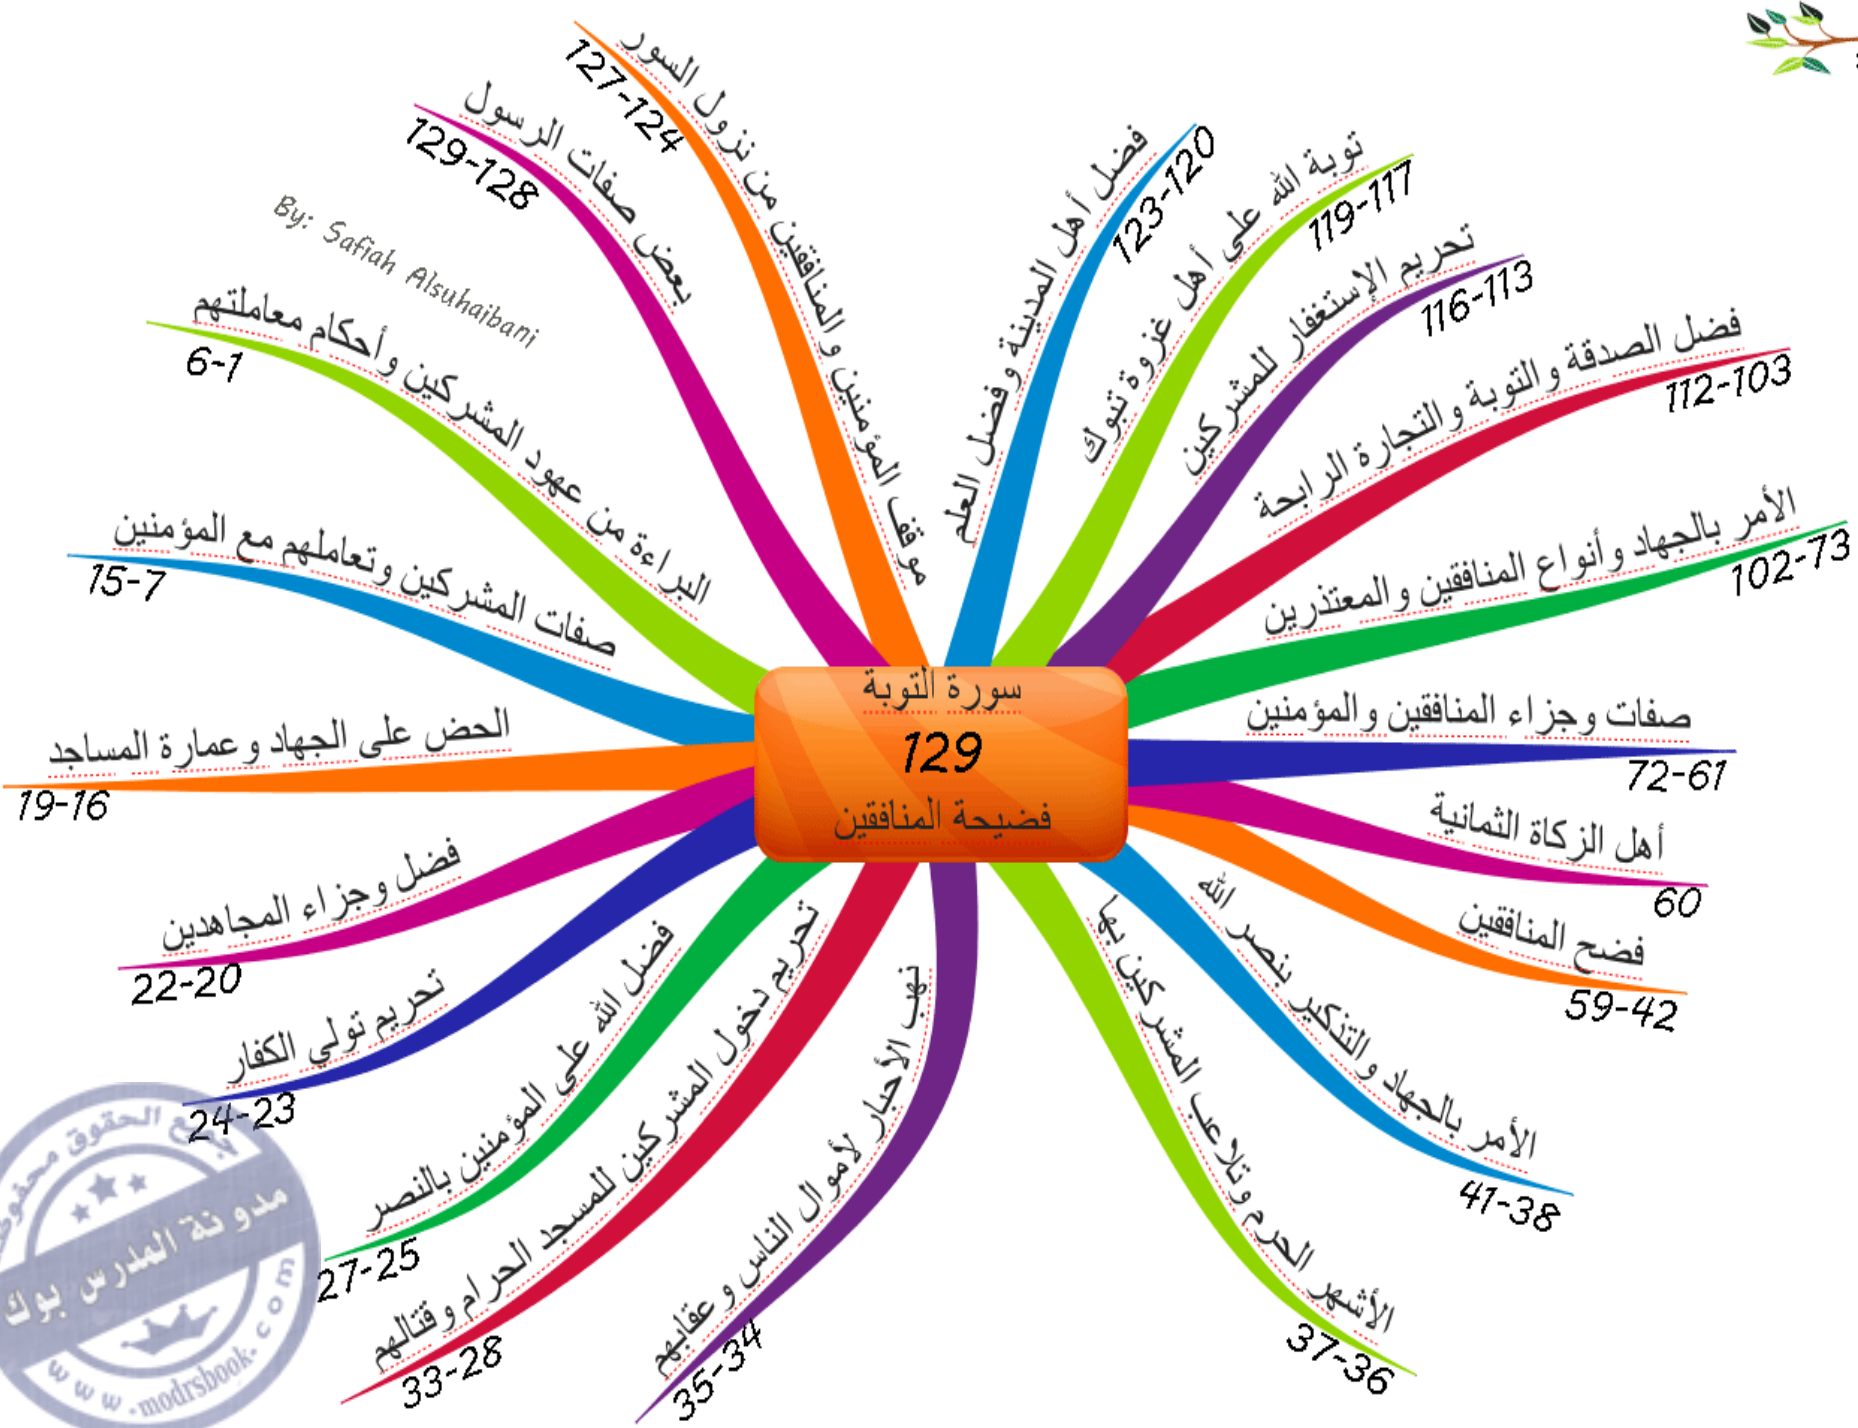 سورة التوبة
129
فضيحة المنافقين
البراءة من عهود المشركين وأحكام معاملتهم
6-1
صفات المشركين وتعاملهم مع المؤمنين
15-7
الحض على الجهاد وعمارة المساجد
19-16
فضل وجزاء المجاهدين
22-20
تحريم تولي الكفار
24-23
فضل الله على المؤمنين بالنصر
27-25
تحريم دخول المشركين للمسجد الحرام وقتالهم
33-28
نهب الأحبار لأموال الناس وعقابهم
35-34
الأشهر الحرم وتلاعب المشركين بها
37-36
الأمر بالجهاد والتذكير بنصر الله
41-38
فضح المنافقين
59-42
أهل الزكاة الثمانية
60
صفات وجزاء المنافقين والمؤمنين
72-61
الأمر بالجهاد وأنواع المنافقين والمعتذرين
102-73
فضل الصدقة والتوبة والتجارة الرابحة
112-103
تحريم الإستغفار للمشركين
116-113
توبة الله على أهل غزوة تبوك
119-117
فضل أهل المدينة وفضل العلم
123-120
موقف المؤمنين والمنافقين من نزول السور
127-124
بعض صفات الرسول
129-128
By: Safiah Alsuhaibani
جميع الحقوق محفوظة
مدونة المدرس بوك
www.modrsbook.com